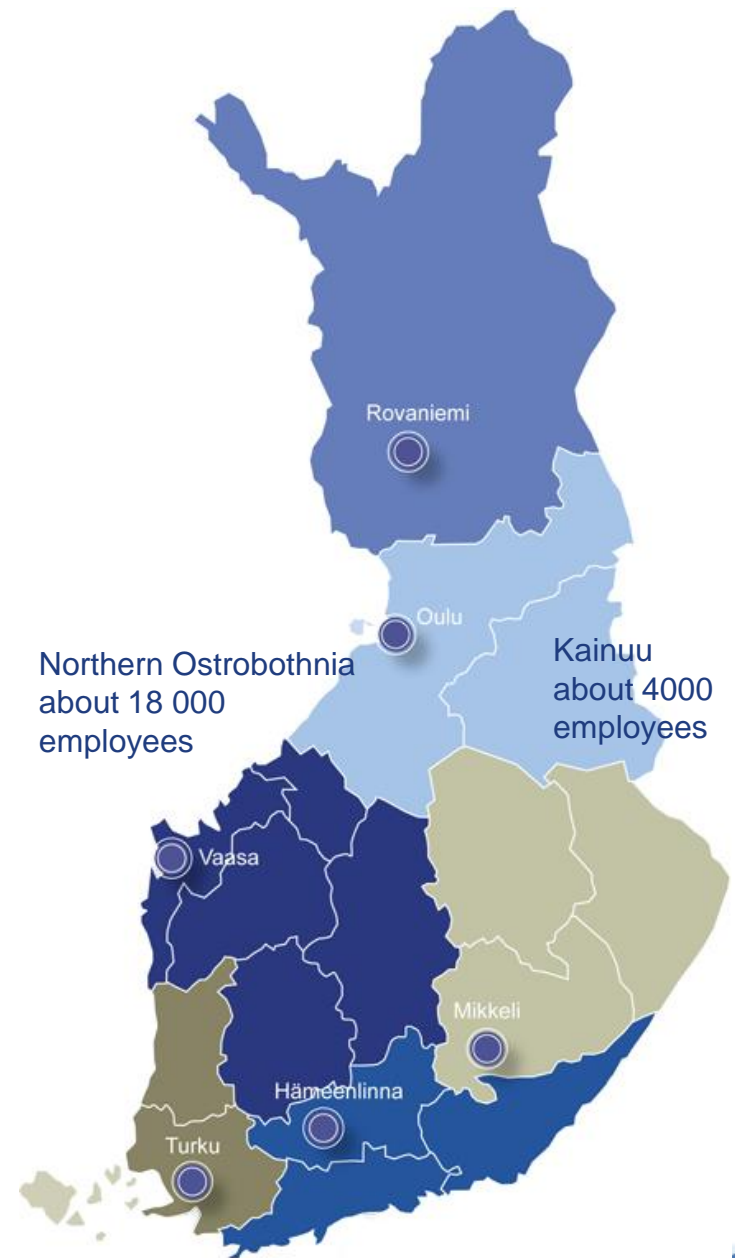 Rovaniemi
Oulu
Northern Ostrobothnia
about 18 000
employees
Kainuu
about 4000
employees
Vaasa
Mikkeli
Hämeenlinna
Turku